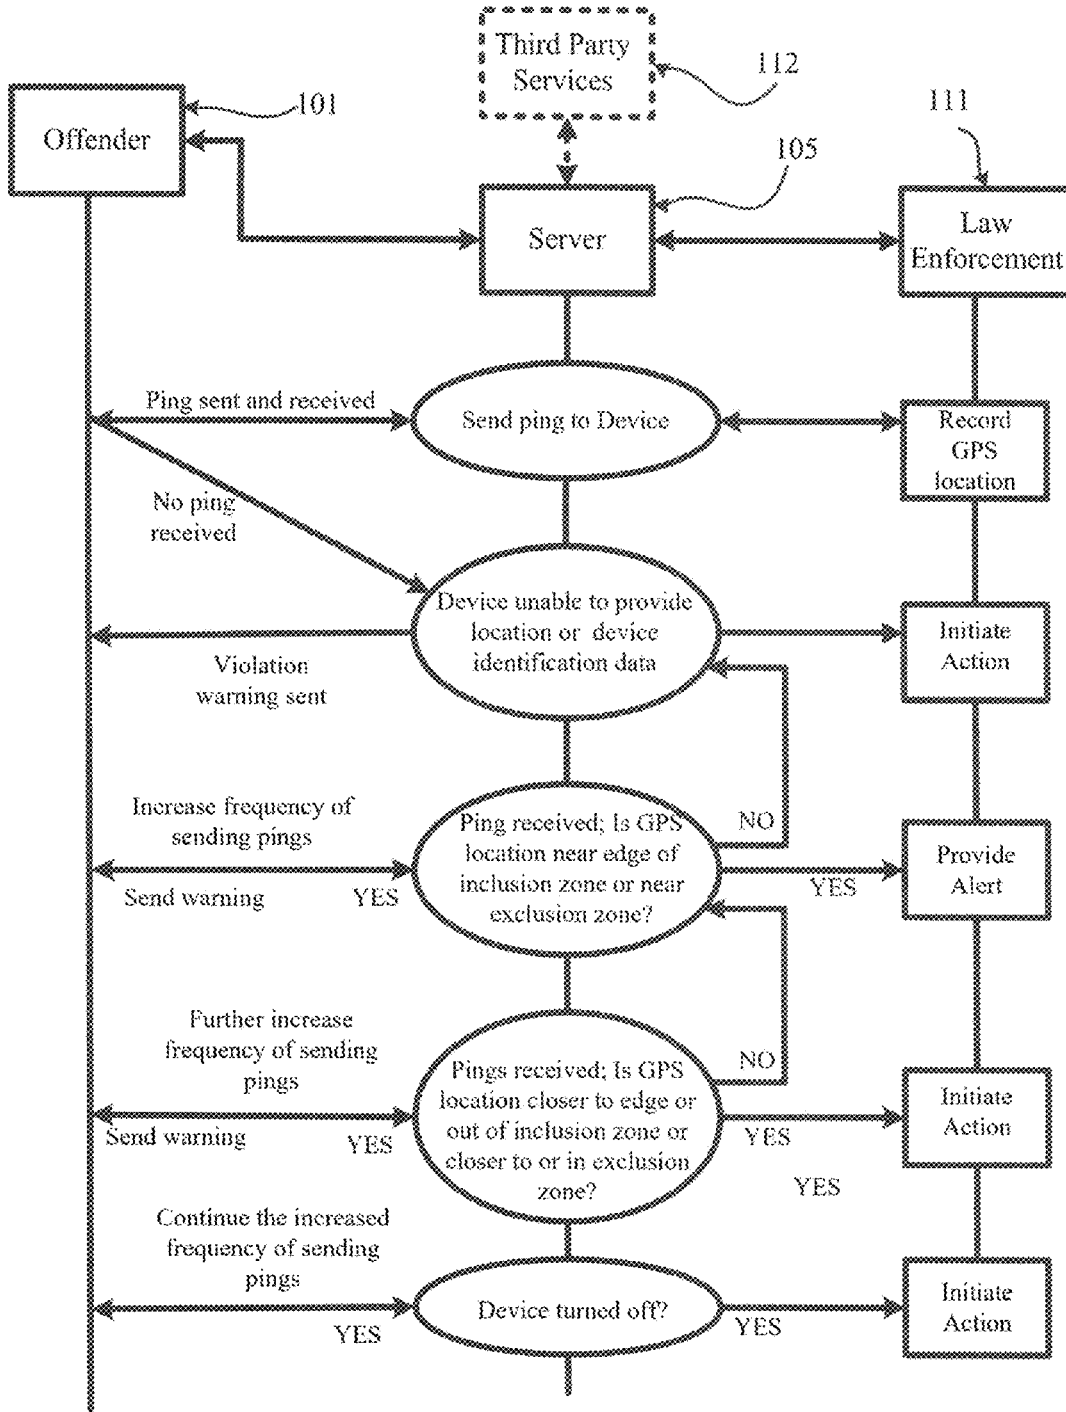 Third Party
Services
112
101
Offender
111
105
Server
Law
Enforcement
Ping sent and received
Send ping to Device
Record
GPS
location
No ping
received
Device unable to provide
location or device
identification data
Initiate
Action
Violation
warning sent
Increase frequency of
sending pings
Ping received; Is GPS
location near edge of
inclusion zone or near
exclusion zone?
NO
Provide
Alert
Send warning
YES
YES
Further increase
frequency of sending
pings
Pings received; Is GPS
location closer to edge or
out of inclusion zone or
closer to or in exclusion
zone?
NO
Initiate
Action
Send warning
YES
YES
YES
Continue the increased
frequency of sending
pings
Device turned off?
Initiate
Action
YES
YES